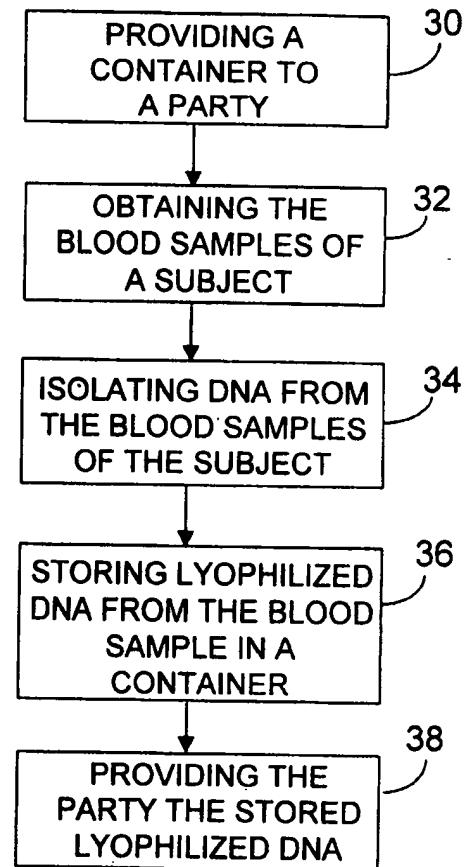 PROVIDING A
CONTAINER TO
A PARTY
30
OBTAINING THE
BLOOD SAMPLES OF
A SUBJECT
32
ISOLATING DNA FROM
THE BLOOD SAMPLES
OF THE SUBJECT
34
STORING LYOPHILIZED
DNA FROM THE BLOOD
SAMPLE IN A
CONTAINER
36
PROVIDING THE
PARTY THE STORED
LYOPHILIZED DNA
38